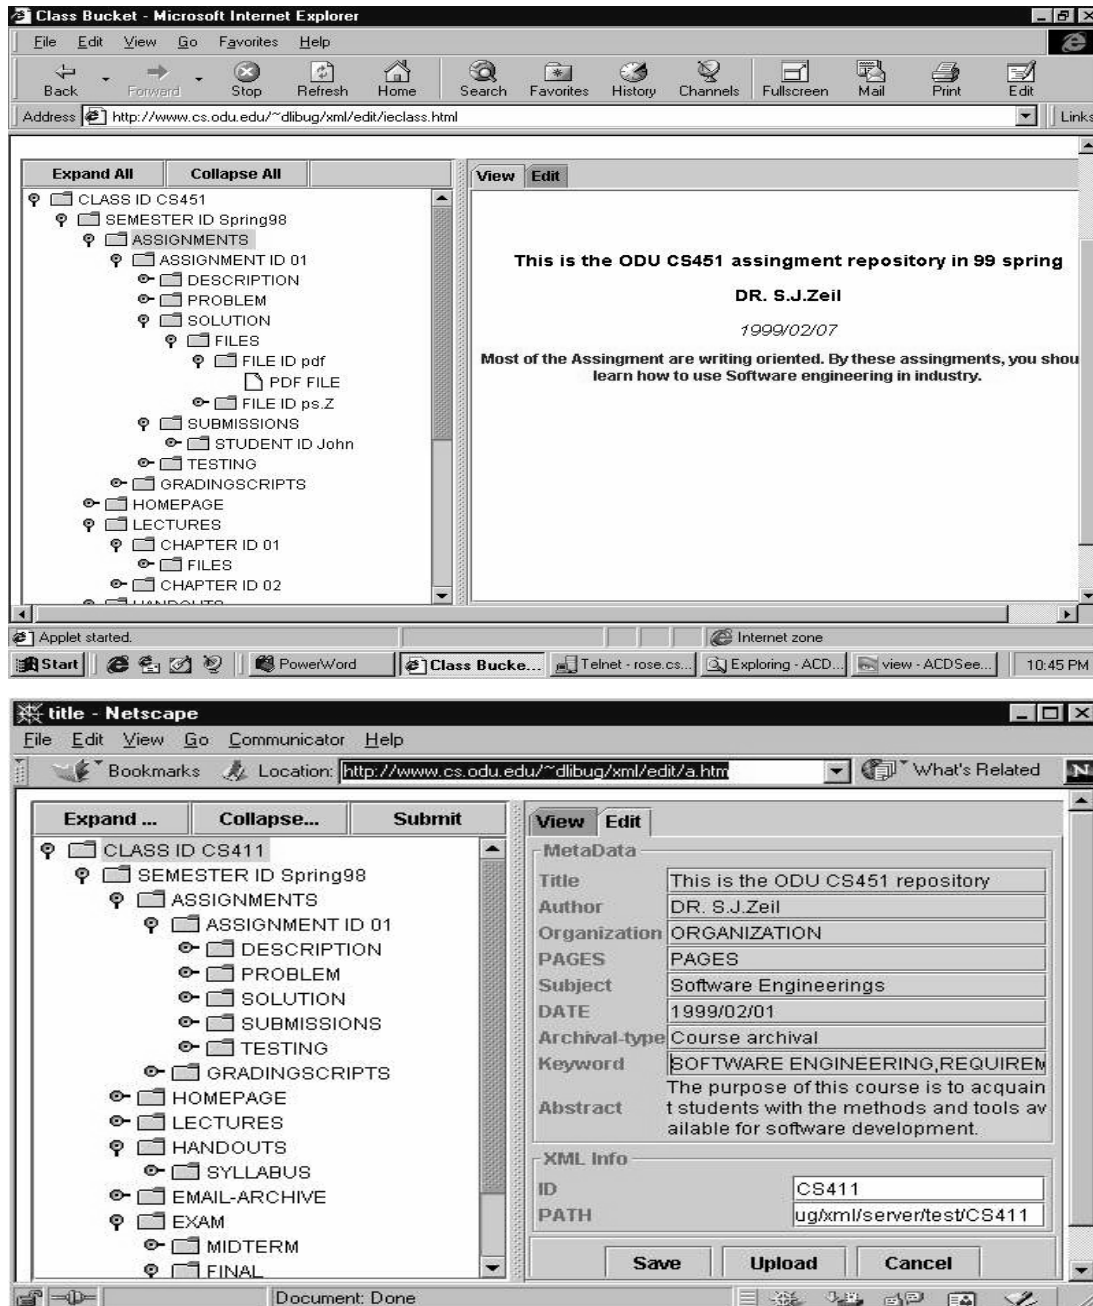 Class Bucket - Microsoft Internet Explorer
File Edit View Go Favorites Help
Back Forward Stop Refresh Home Search Favorites History Channels Fullscreen Mail Print Edit
Address http://www.cs.odu.edu/~dlibug/xml/edit/ieclass.html Links
Expand All Collapse All
CLASS ID CS451
SEMESTER ID Spring98
ASSIGNMENTS
ASSIGNMENT ID 01
DESCRIPTION
PROBLEM
SOLUTION
FILES
FILE ID pdf
PDF FILE
FILE ID ps.Z
SUBMISSIONS
STUDENT ID John
TESTING
GRADINGSCRIPTS
HOMEPAGE
LECTURES
CHAPTER ID 01
FILES
CHAPTER ID 02
HANDOUTS
View Edit
This is the ODU CS451 assingment repository in 99 spring
DR. S.J.Zeil
1999/02/07
Most of the Assingment are writing oriented. By these assingments, you shou
learn how to use Software engineering in industry.
Applet started. Internet zone
Start PowerWord Class Bucke... Telnet - rose.cs... Exploring - ACD... view - ACDSee... 10:45 PM
title - Netscape
File Edit View Go Communicator Help
Bookmarks Location: http://www.cs.odu.edu/~dlibug/xml/edit/a.htm What's Related N
Expand ... Collapse... Submit
CLASS ID CS411
SEMESTER ID Spring98
ASSIGNMENTS
ASSIGNMENT ID 01
DESCRIPTION
PROBLEM
SOLUTION
SUBMISSIONS
TESTING
GRADINGSCRIPTS
HOMEPAGE
LECTURES
HANDOUTS
SYLLABUS
EMAIL-ARCHIVE
EXAM
MIDTERM
FINAL
View Edit
MetaData
Title This is the ODU CS451 repository
Author DR. S.J.Zeil
Organization ORGANIZATION
PAGES PAGES
Subject Software Engineerings
DATE 1999/02/01
Archival-type Course archival
Keyword SOFTWARE ENGINEERING,REQUIREM
Abstract The purpose of this course is to acquain
t students with the methods and tools av
ailable for software development.
XML Info
ID CS411
PATH ug/xml/server/test/CS411
Save Upload Cancel
Document: Done